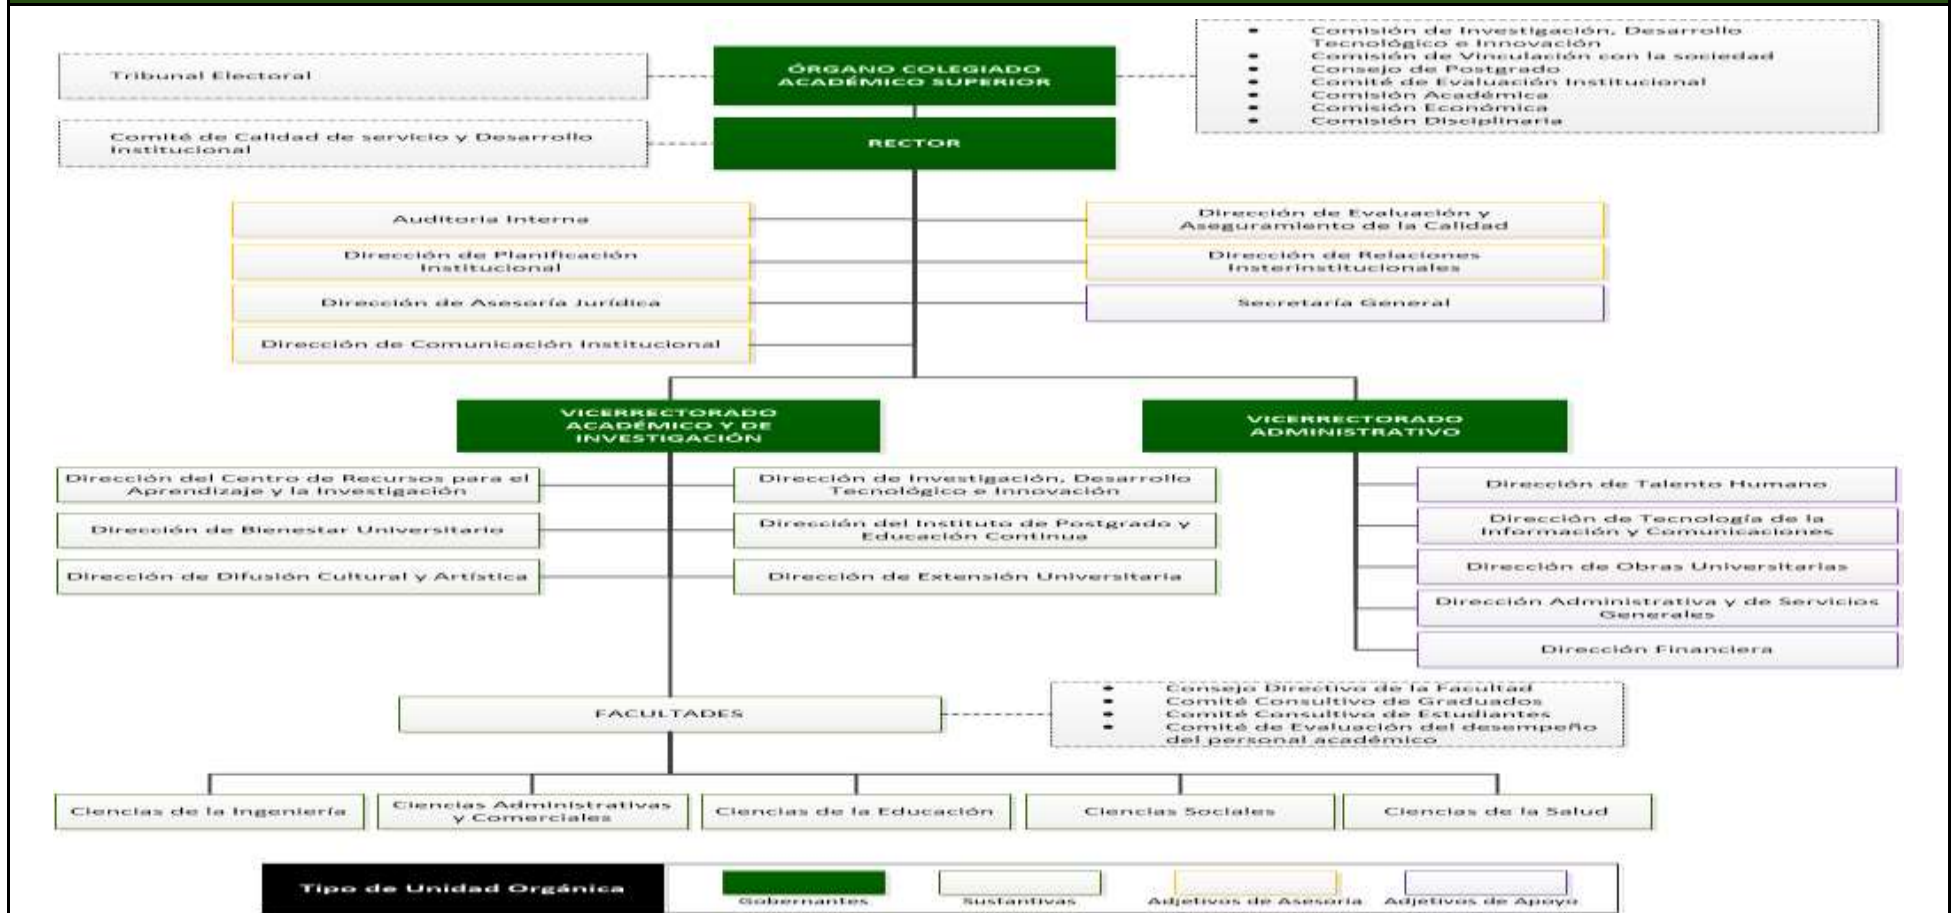 Tribunal Electoral
ÓRGANO COLEGIADO
ACADÉMICO SUPERIOR
• Comisión de Investigación, Desarrollo
Tecnológico e Innovación
• Comisión de Vinculación con la sociedad
• Consejo de Postgrado
• Comité de Evaluación Institucional
• Comisión Académica
• Comisión Económica
• Comisión Disciplinaria
Comité de Calidad de servicio y Desarrollo
Institucional
RECTOR
Auditoria Interna
Dirección de Evaluación y
Aseguramiento de la Calidad
Dirección de Planificación
Institucional
Dirección de Relaciones
Insterinstitucionales
Dirección de Asesoría Jurídica
Secretaría General
Dirección de Comunicación Institucional
VICERRECTORADO
ACADÉMICO Y DE
INVESTIGACIÓN
VICERRECTORADO
ADMINISTRATIVO
Dirección del Centro de Recursos para el
Aprendizaje y la Investigación
Dirección de Investigación, Desarrollo
Tecnológico e Innovación
Dirección de Talento Humano
Dirección de Bienestar Universitario
Dirección del Instituto de Postgrado y
Educación Continua
Dirección de Tecnología de la
Información y Comunicaciones
Dirección de Difusión Cultural y Artística
Dirección de Extensión Universitaria
Dirección de Obras Universitarias
Dirección Administrativa y de Servicios
Generales
Dirección Financiera
FACULTADES
• Consejo Directivo de la Facultad
• Comité Consultivo de Graduados
• Comité Consultivo de Estudiantes
• Comité de Evaluación del desempeño
del personal académico
Ciencias de la Ingeniería
Ciencias Administrativas
y Comerciales
Ciencias de la Educación
Ciencias Sociales
Ciencias de la Salud
Tipo de Unidad Orgánica
Gobernantes
Sustantivas
Adjetivos de Asesoría
Adjetivos de Apoyo